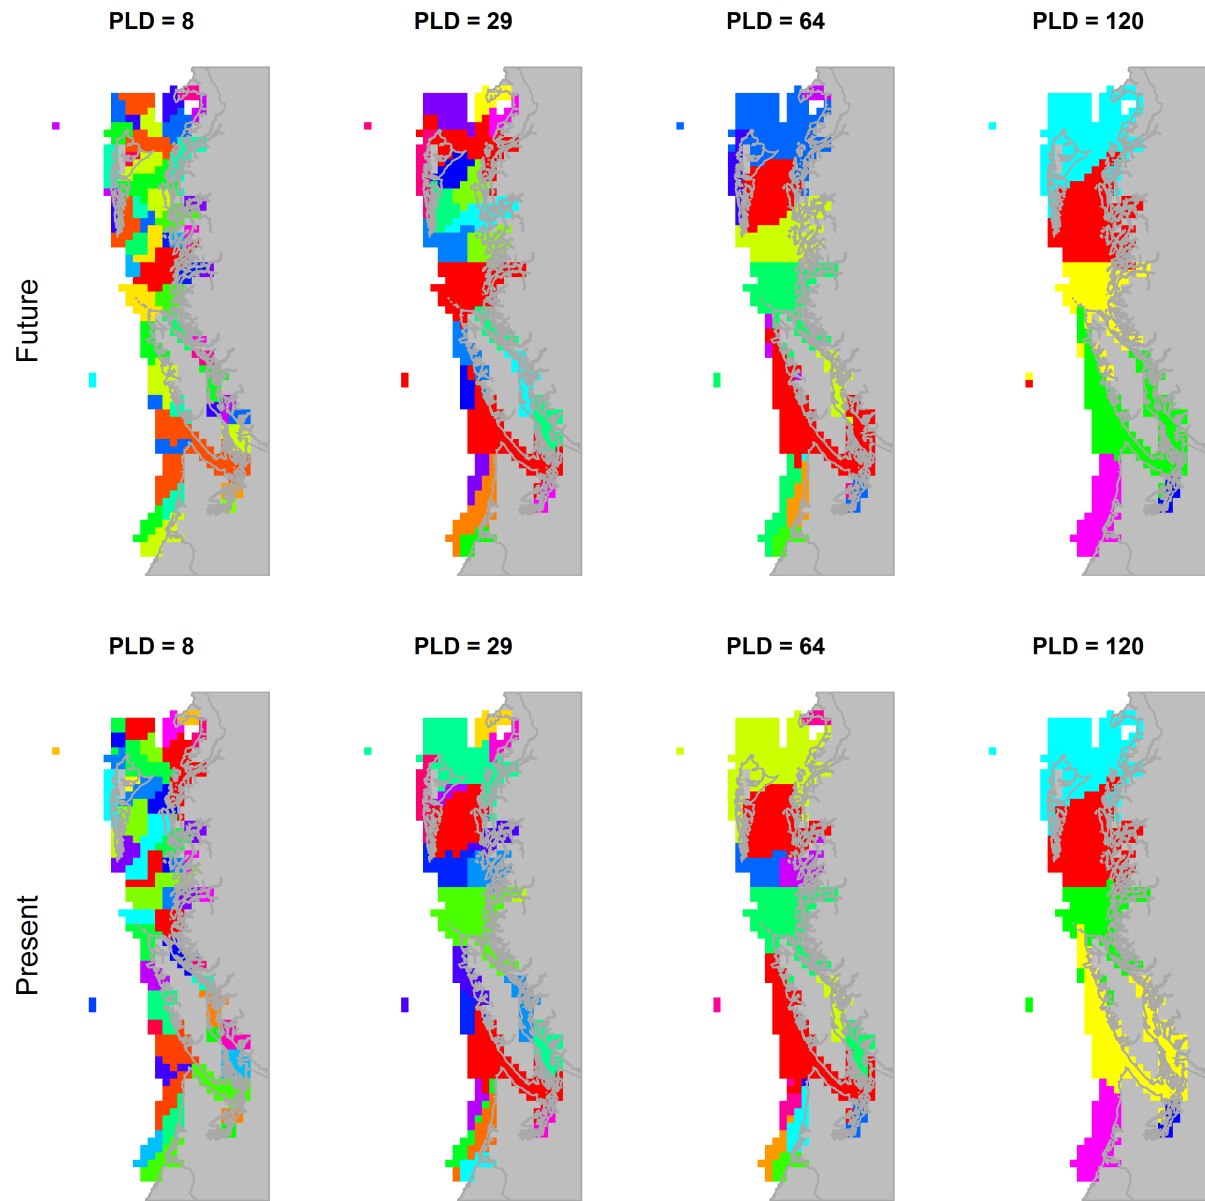 PLD = 8
PLD = 29
PLD = 64
PLD = 120
Future
PLD = 8
PLD = 29
PLD = 64
PLD = 120
Present